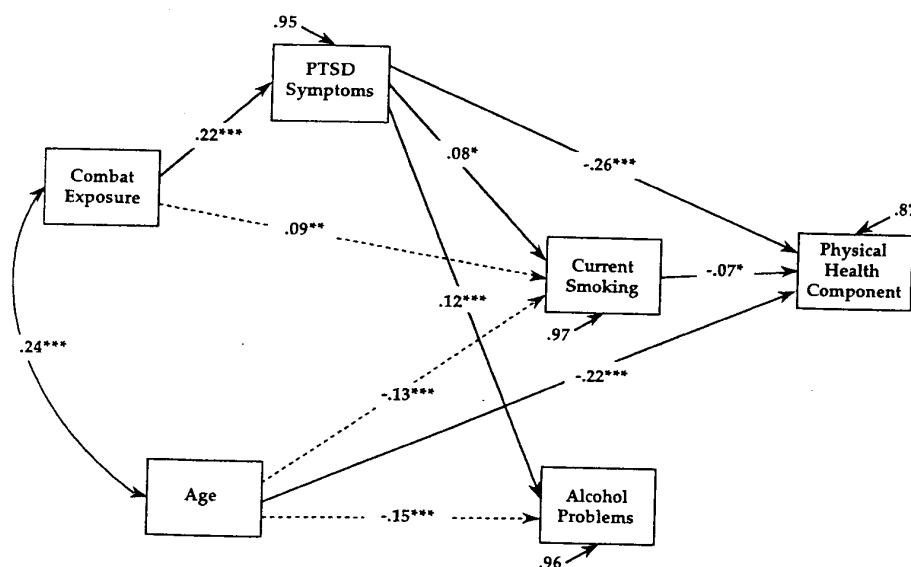 .95
PTSD
Symptoms
.22***
.08*
-.26***
Combat
Exposure
.09**
.87
Physical
Health
Component
Current
Smoking
-.07*
.12***
.97
.24***
-.22***
-.13***
Age
-.15***
Alcohol
Problems
.96